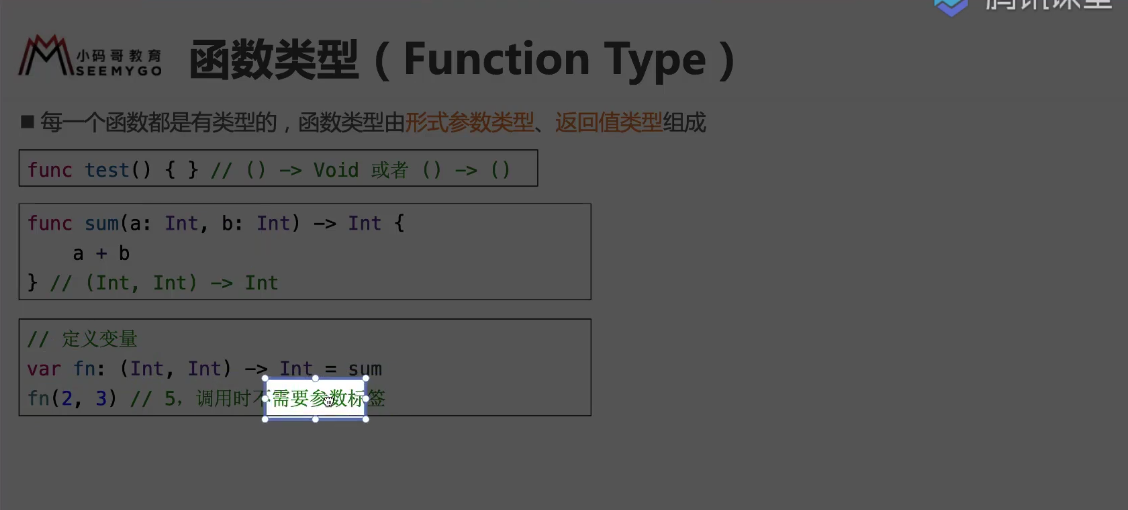 腾讯课堂
小码哥教育
SEEMYGO
函数类型（Function Type）
■ 每一个函数都是有类型的，函数类型由形式参数类型、返回值类型组成
func test() { } // () -> Void 或者 () -> ()
func sum(a: Int, b: Int) -> Int {
a + b
} // (Int, Int) -> Int
// 定义变量
var fn: (Int, Int) -> Int = sum
fn(2, 3) // 5，调用时不需要参数标签